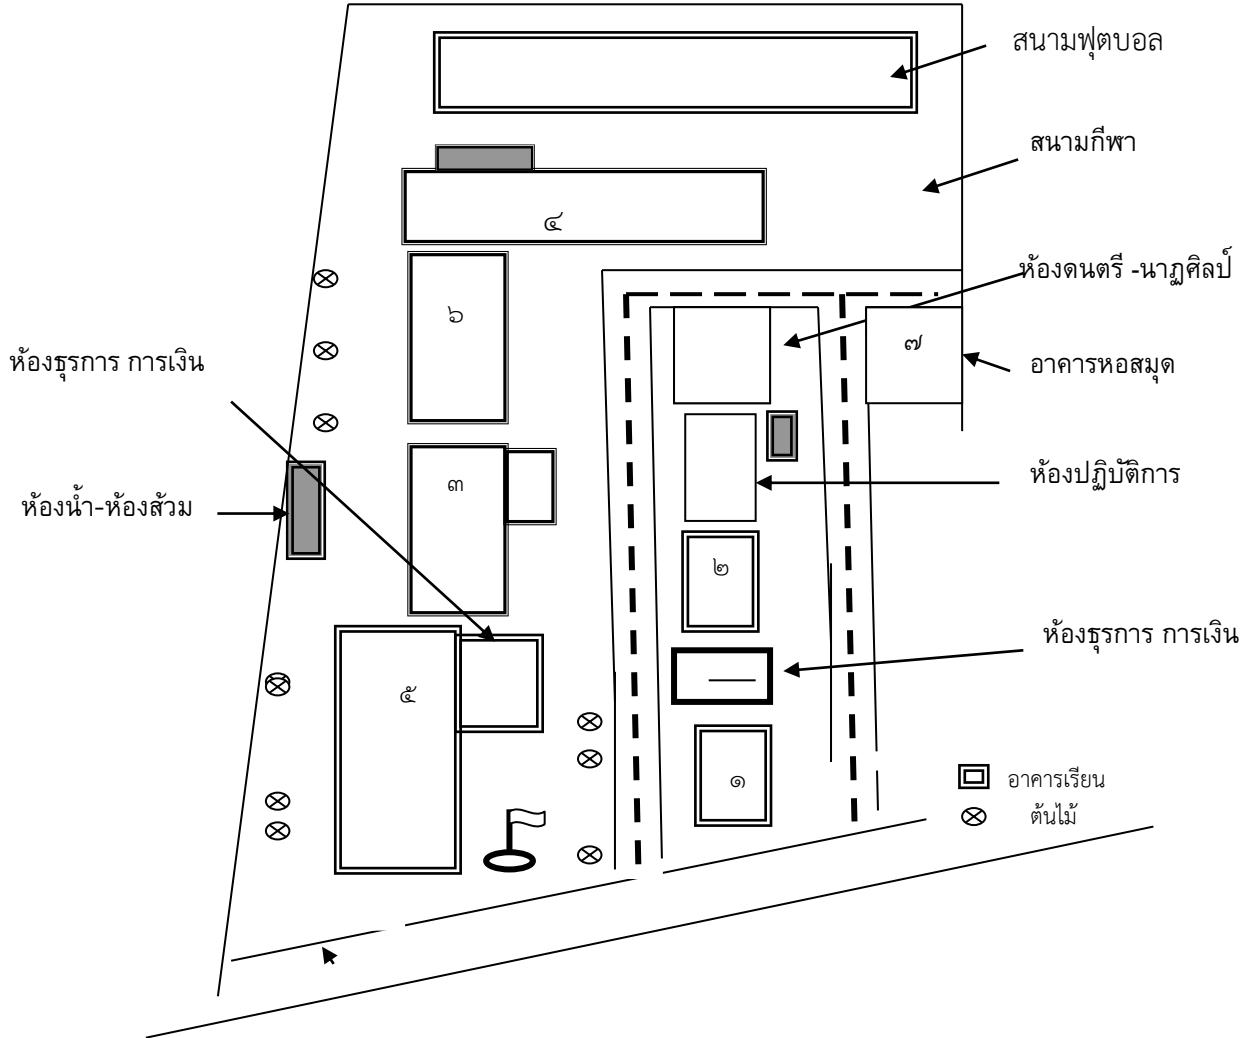 สนามฟุตบอล
สนามกีฬา
๔
ห้องดนตรี -นาฏศิลป์
๖
๗
ห้องธุรการ การเงิน
อาคารหอสมุด
๓
ห้องปฏิบัติการ
ห้องน้ำ-ห้องส้วม
๒
ห้องธุรการ การเงิน
๕
๑
อาคารเรียน
ต้นไม้